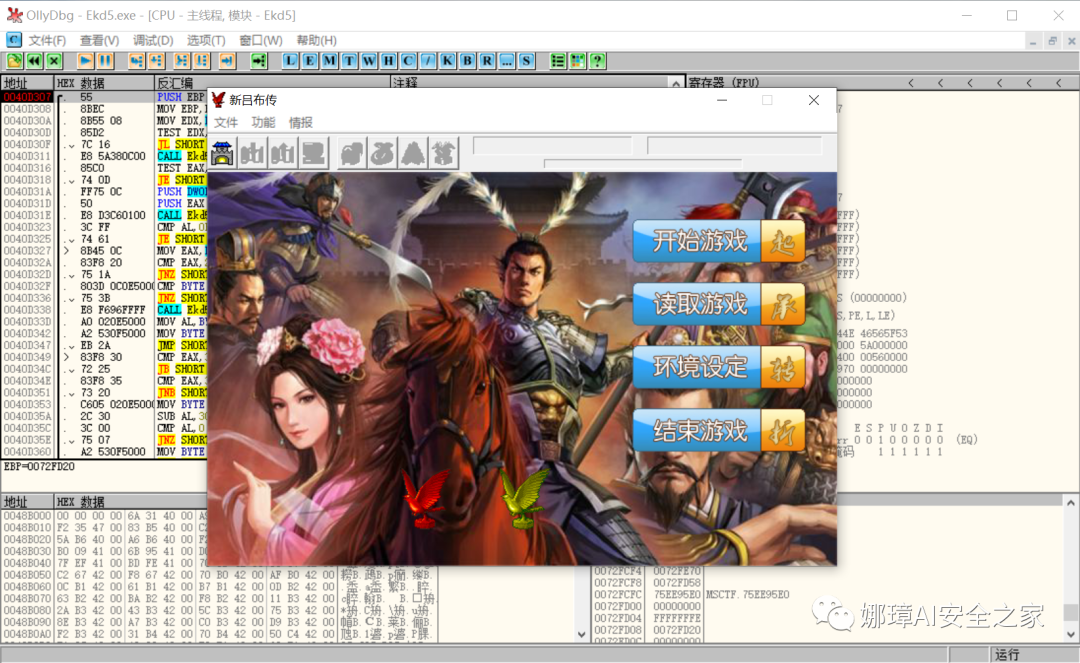 OllyDbg - Ekd5.exe - [CPU - 主线程, 模块 - Ekd5]
C 文件(F) 查看(V) 调试(D) 选项(T) 窗口(W) 帮助(H)
L E M T W H C / K B R ... S ?
地址 HEX 数据 反汇编 注释 寄存器 (FPU) < < < < < <
0040D307 55 PUSH EBP
0040D308 8BEC MOV EBP,
0040D30A 8B55 08 MOV EDX,
0040D30D 85D2 TEST EDX,
0040D30F 7C 16 JL SHORT
0040D311 E8 5A380C00 CALL Ekd5
0040D316 85C0 TEST EAX,
0040D318 74 0D JE SHORT
0040D31A FF75 0C PUSH DWO
0040D31D 50 PUSH EAX
0040D31E E8 D3C60100 CALL Ekd5
0040D323 3C FF CMP AL,
0040D325 74 61 JE SHORT
0040D327 8B45 0C MOV EAX,
0040D32A 83F8 20 CMP EAX,
0040D32D 75 1A JNZ SHORT
0040D32F 803D 0C0E5000 CMP BYTE
0040D336 75 3B JNZ SHORT
0040D338 E8 F696FFFF CALL Ekd5
0040D33D A0 020E5000 MOV AL,BY
0040D342 A2 530F5000 MOV BYTE
0040D347 EB 2A JMP SHORT
0040D349 83F8 30 CMP EAX,
0040D34C 72 25 JB SHORT
0040D34E 83F8 35 CMP EAX,
0040D351 73 20 JNB SHORT
0040D353 C605 020E5000 MOV BYTE
0040D35A 2C 30 SUB AL,
0040D35C 3C 00 CMP AL,
0040D35E 75 07 JNZ SHORT
0040D360 A2 530F5000 MOV BYTE
EBP=0072FD20
新吕布传
文件 功能 情报
开始游戏 起
读取游戏 承
环境设定 转
结束游戏 折
FFF)
FFF)
FFF)
FFF)
FFF)
S (00000000)
S,PE,L,LE)
44E 46565F53
000 5A000000
400 00560000
970 00000000
E S P U O Z D I
0 0 1 0 0 0 0 0 (EQ)
1 1 1 1 1 1
地址 HEX 数据
0048B000 00 00 00 00 6A 31 40 00
0048B010 F2 35 47 00 83 B5 40 00
0048B020 5A B6 40 00 A6 B6 40 00
0048B030 B0 09 41 00 6B 95 41 00
0048B040 7F EF 41 00 BD FE 41 00
0048B050 C2 67 42 00 F8 67 42 00 70 B0 42 00 AF B0 42 00
0048B060 0C B1 42 00 61 B1 42 00 B7 B1 42 00 0D B2 42 00
0048B070 63 B2 42 00 BA B2 42 00 F8 B2 42 00 11 B3 42 00
0048B080 2A B3 42 00 43 B3 42 00 5C B3 42 00 75 B3 42 00
0048B090 8E B3 42 00 A7 B3 42 00 C0 B3 42 00 D9 B3 42 00
0048B0A0 F2 B3 42 00 31 B4 42 00 70 B4 42 00 50 C4 42 00
0072FCF4 0072FE70
0072FCF8 0072FD58
0072FCFC 75EE95E0 MSCTF.75EE95E0
0072FD00 00000000
0072FD04 FFFFFFFE
0072FD08 0072FD20
娜璋AI安全之家
运行